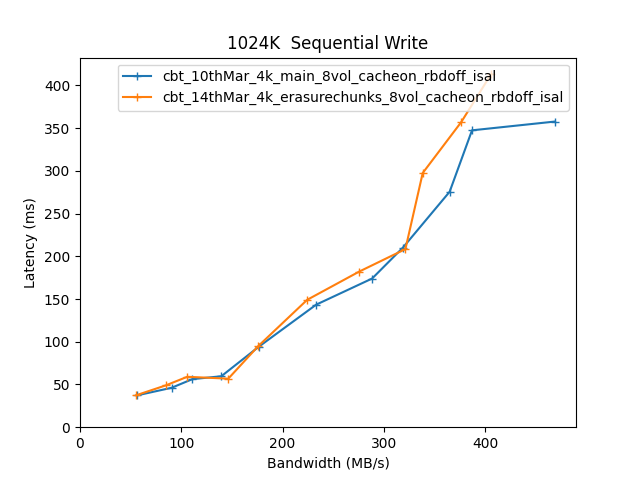 1024K  Sequential Write
cbt_10thMar_4k_main_8vol_cacheon_rbdoff_isal
cbt_14thMar_4k_erasurechunks_8vol_cacheon_rbdoff_isal
400
350
300
250
200
150
100
50
0
Latency (ms)
0 100 200 300 400
Bandwidth (MB/s)